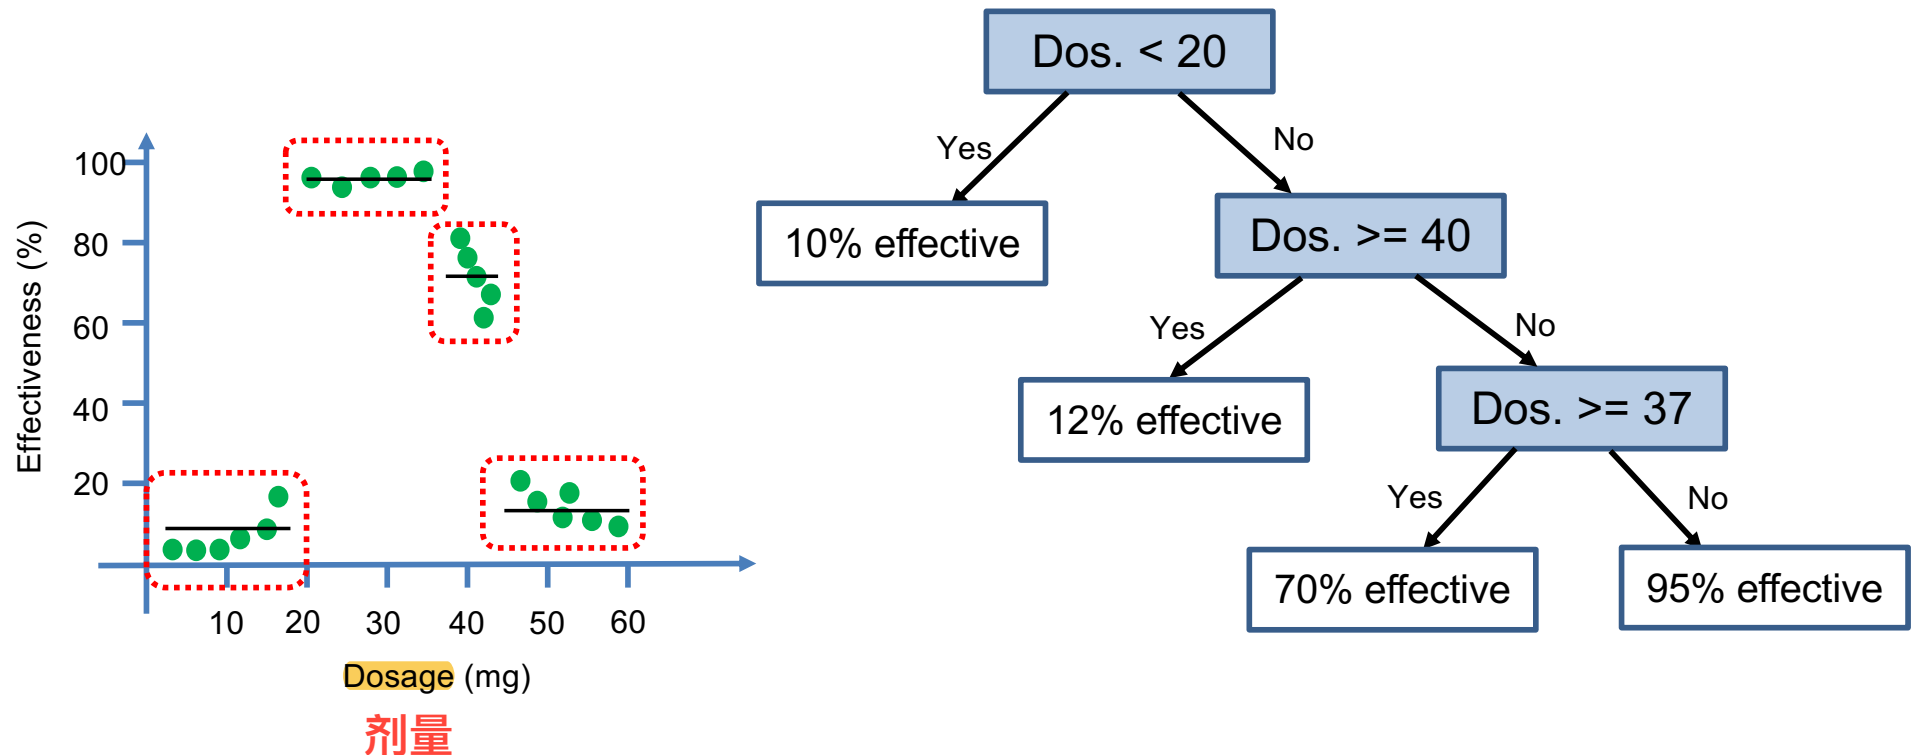 Effectiveness (%)
100
80
60
40
20
10 20 30 40 50 60
Dosage (mg)
剂量
Dos. < 20
Yes
No
10% effective
Dos. >= 40
Yes
No
12% effective
Dos. >= 37
Yes
No
70% effective
95% effective